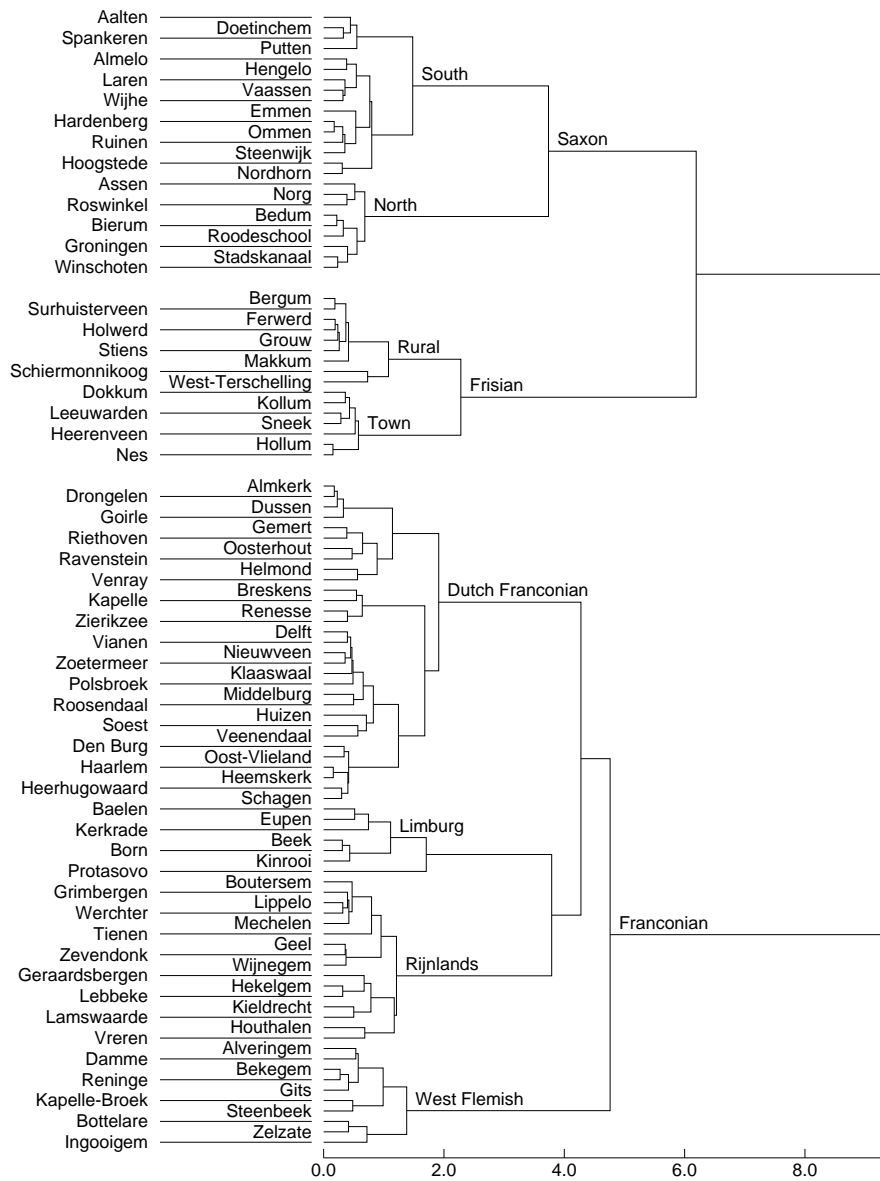 Aalten
Doetinchem
Spankeren
Putten
Almelo
Hengelo
South
Laren
Vaassen
Wijhe
Emmen
Hardenberg
Ommen
Saxon
Ruinen
Steenwijk
Hoogstede
Nordhorn
Assen
Norg
North
Roswinkel
Bedum
Bierum
Roodeschool
Groningen
Stadskanaal
Winschoten
Bergum
Surhuisterveen
Ferwerd
Holwerd
Grouw
Rural
Stiens
Makkum
Schiermonnikoog
West-Terschelling
Frisian
Dokkum
Kollum
Leeuwarden
Sneek
Town
Heerenveen
Hollum
Nes
Almkerk
Drongelen
Dussen
Goirle
Gemert
Riethoven
Oosterhout
Ravenstein
Helmond
Venray
Breskens
Dutch Franconian
Kapelle
Renesse
Zierikzee
Delft
Vianen
Nieuwveen
Zoetermeer
Klaaswaal
Polsbroek
Middelburg
Roosendaal
Huizen
Soest
Veenendaal
Den Burg
Oost-Vlieland
Haarlem
Heemskerk
Heerhugowaard
Schagen
Baelen
Eupen
Limburg
Kerkrade
Beek
Born
Kinrooi
Protasovo
Boutersem
Grimbergen
Lippelo
Werchter
Mechelen
Franconian
Tienen
Geel
Zevendonk
Wijnegem
Rijnlands
Geraardsbergen
Hekelgem
Lebbeke
Kieldrecht
Lamswaarde
Houthalen
Vreren
Alveringem
Damme
Bekegem
Reninge
Gits
West Flemish
Kapelle-Broek
Steenbeek
Bottelare
Zelzate
Ingooigem
0.0 2.0 4.0 6.0 8.0